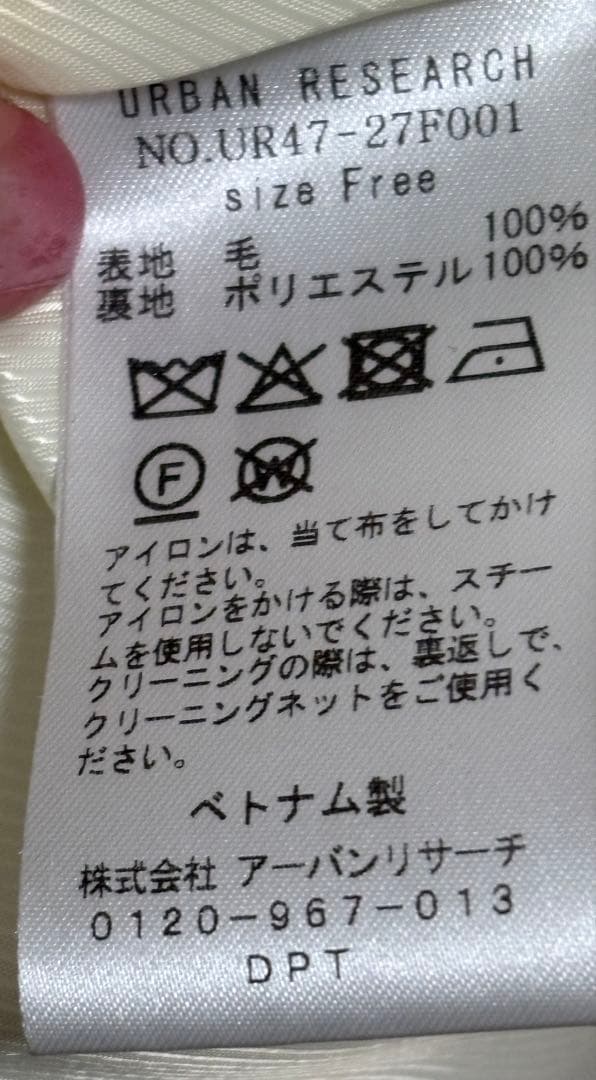 URBAN RESEARCH
NO.UR47-27F001
size Free
表地 毛 100%
裏地 ポリエステル 100%
F
W
アイロンは、当て布をしてかけ
てください。
アイロンをかける際は、スチー
ムを使用しないでください。
クリーニングの際は、裏返しで、
クリーニングネットをご使用く
ださい。
ベトナム製
株式会社 アーバンリサーチ
0120-967-013
DPT